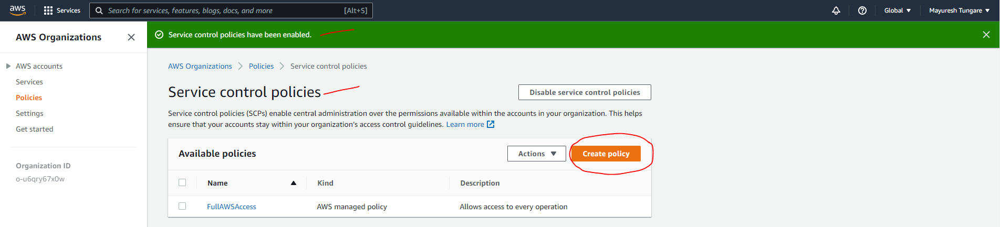 aws Services Search for services, features, blogs, docs, and more [Alt+S] Global Mayuresh Tungare
AWS Organizations
Service control policies have been enabled.
AWS accounts
Services
Policies
Settings
Get started
Organization ID
o-u6qry67x0w
AWS Organizations Policies Service control policies
Service control policies
Disable service control policies
Service control policies (SCPs) enable central administration over the permissions available within the accounts in your organization. This helps
ensure that your accounts stay within your organization's access control guidelines. Learn more
Available policies
Actions
Create policy
Name Kind Description
FullAWSAccess AWS managed policy Allows access to every operation